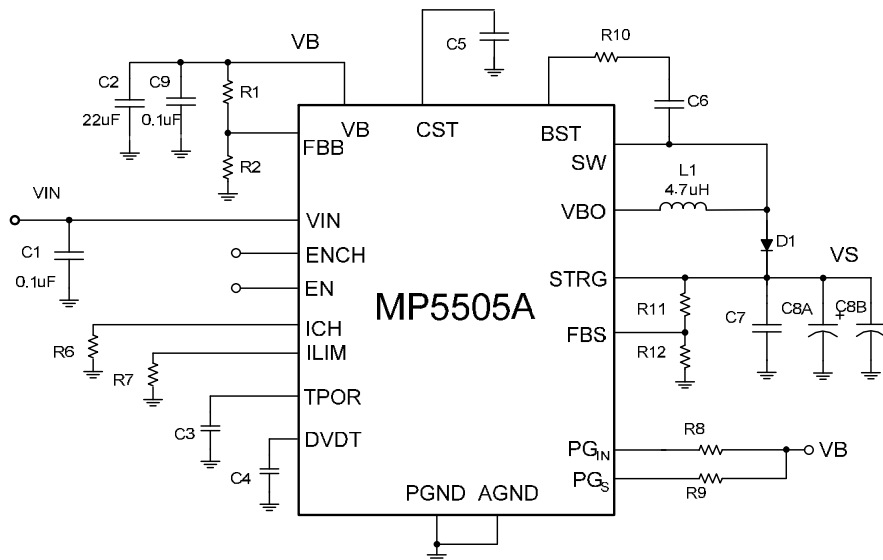 VB
C5
R10
C2
C9
R1
C6
22uF
0.1uF
VB
CST
BST
FBB
SW
R2
L1
4.7uH
VIN
VIN
VBO
C1
0.1uF
ENCH
D1
VS
EN
STRG
MP5505A
R11
C7
C8A
+
C8B
ICH
FBS
R6
ILIM
R12
R7
TPOR
C3
DVDT
PGIN
R8
VB
C4
PGS
R9
PGND
AGND